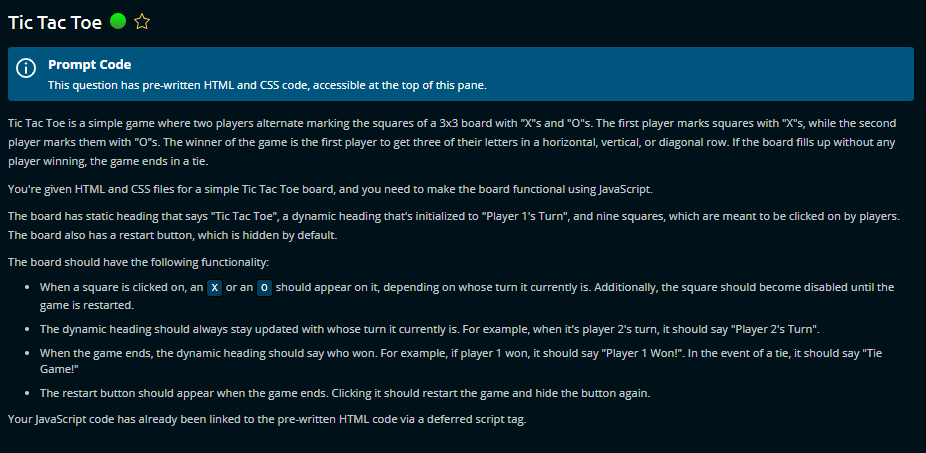 Tic Tac Toe
Prompt Code
This question has pre-written HTML and CSS code, accessible at the top of this pane.
Tic Tac Toe is a simple game where two players alternate marking the squares of a 3x3 board with "X"s and "O"s. The first player marks squares with "X"s, while the second
player marks them with "O"s. The winner of the game is the first player to get three of their letters in a horizontal, vertical, or diagonal row. If the board fills up without any
player winning, the game ends in a tie.
You're given HTML and CSS files for a simple Tic Tac Toe board, and you need to make the board functional using JavaScript.
The board has static heading that says "Tic Tac Toe", a dynamic heading that's initialized to "Player 1's Turn", and nine squares, which are meant to be clicked on by players.
The board also has a restart button, which is hidden by default.
The board should have the following functionality:
• When a square is clicked on, an X or an O should appear on it, depending on whose turn it currently is. Additionally, the square should become disabled until the
game is restarted.
• The dynamic heading should always stay updated with whose turn it currently is. For example, when it's player 2's turn, it should say "Player 2's Turn".
• When the game ends, the dynamic heading should say who won. For example, if player 1 won, it should say "Player 1 Won!". In the event of a tie, it should say "Tie
Game!"
• The restart button should appear when the game ends. Clicking it should restart the game and hide the button again.
Your JavaScript code has already been linked to the pre-written HTML code via a deferred script tag.